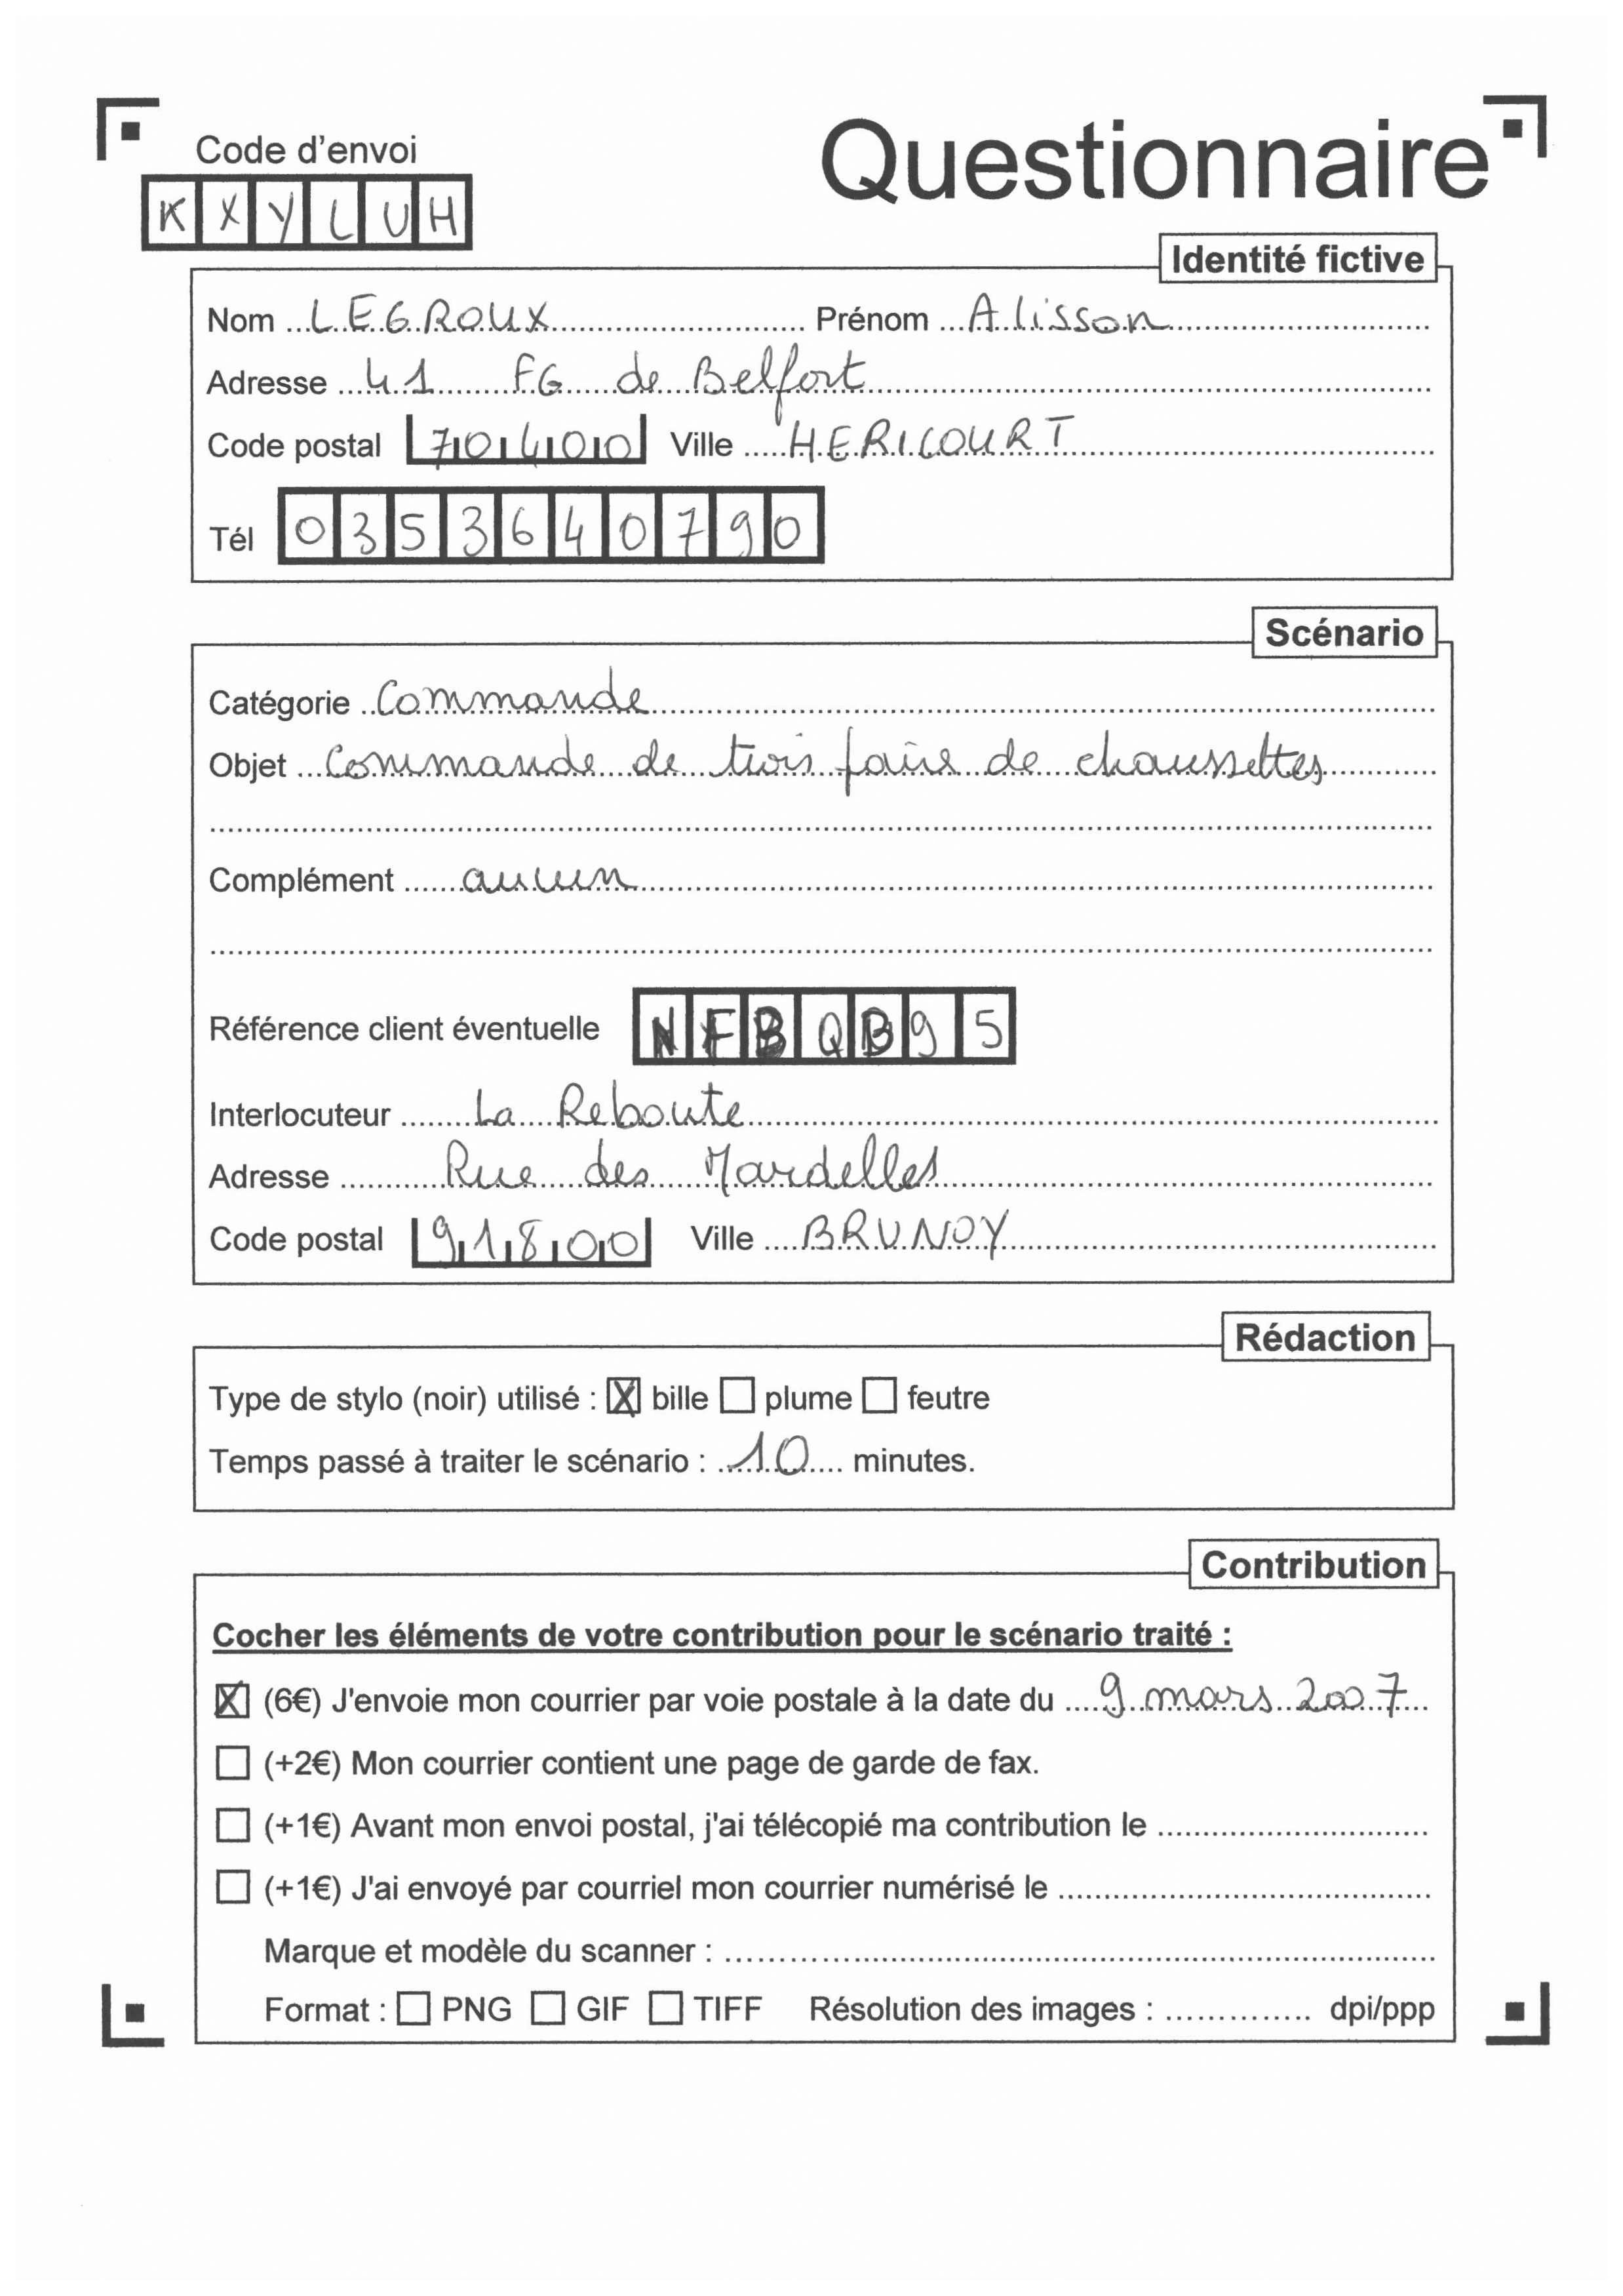 Code d'envoi
Questionnaire
KXYLUH
Identité fictive
Nom LEGROUX Prénom Alisson
Adresse 41 FG de Belfort
Code postal 70400 Ville HERICOURT
Tél 0353640790
Scénario
Catégorie Commande
Objet Commande de trois paire de chaussettes
Complément aucun
Référence client éventuelle NFBQB95
Interlocuteur La Reboute
Adresse Rue des Mardelles
Code postal 91800 Ville BRUNOY
Rédaction
Type de stylo (noir) utilisé : ☒ bille ☐ plume ☐ feutre
Temps passé à traiter le scénario : 10 minutes.
Contribution
Cocher les éléments de votre contribution pour le scénario traité :
☒ (6€) J'envoie mon courrier par voie postale à la date du 9 mars 2007
☐ (+2€) Mon courrier contient une page de garde de fax.
☐ (+1€) Avant mon envoi postal, j'ai télécopié ma contribution le
☐ (+1€) J'ai envoyé par courriel mon courrier numérisé le
Marque et modèle du scanner :
Format : ☐ PNG ☐ GIF ☐ TIFF Résolution des images : dpi/ppp